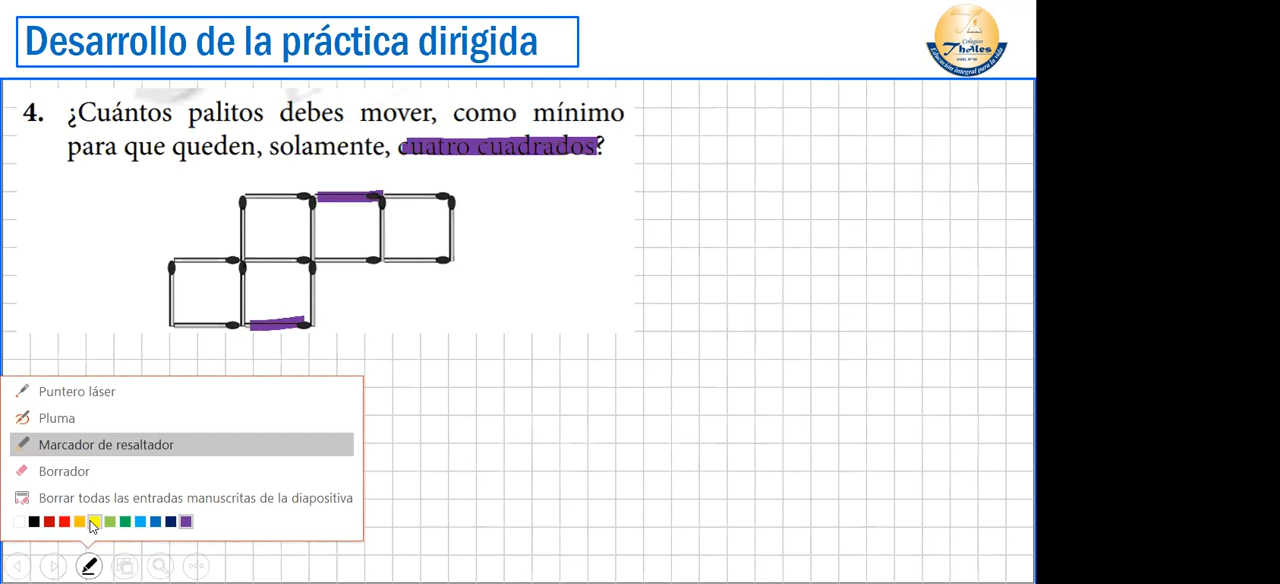 Desarrollo de la práctica dirigida
Colegios
Thales
Educación integral para la vida
4. ¿Cuántos palitos debes mover, como mínimo
para que queden, solamente, cuatro cuadrados?
Puntero láser
Pluma
Marcador de resaltador
Borrador
Borrar todas las entradas manuscritas de la diapositiva